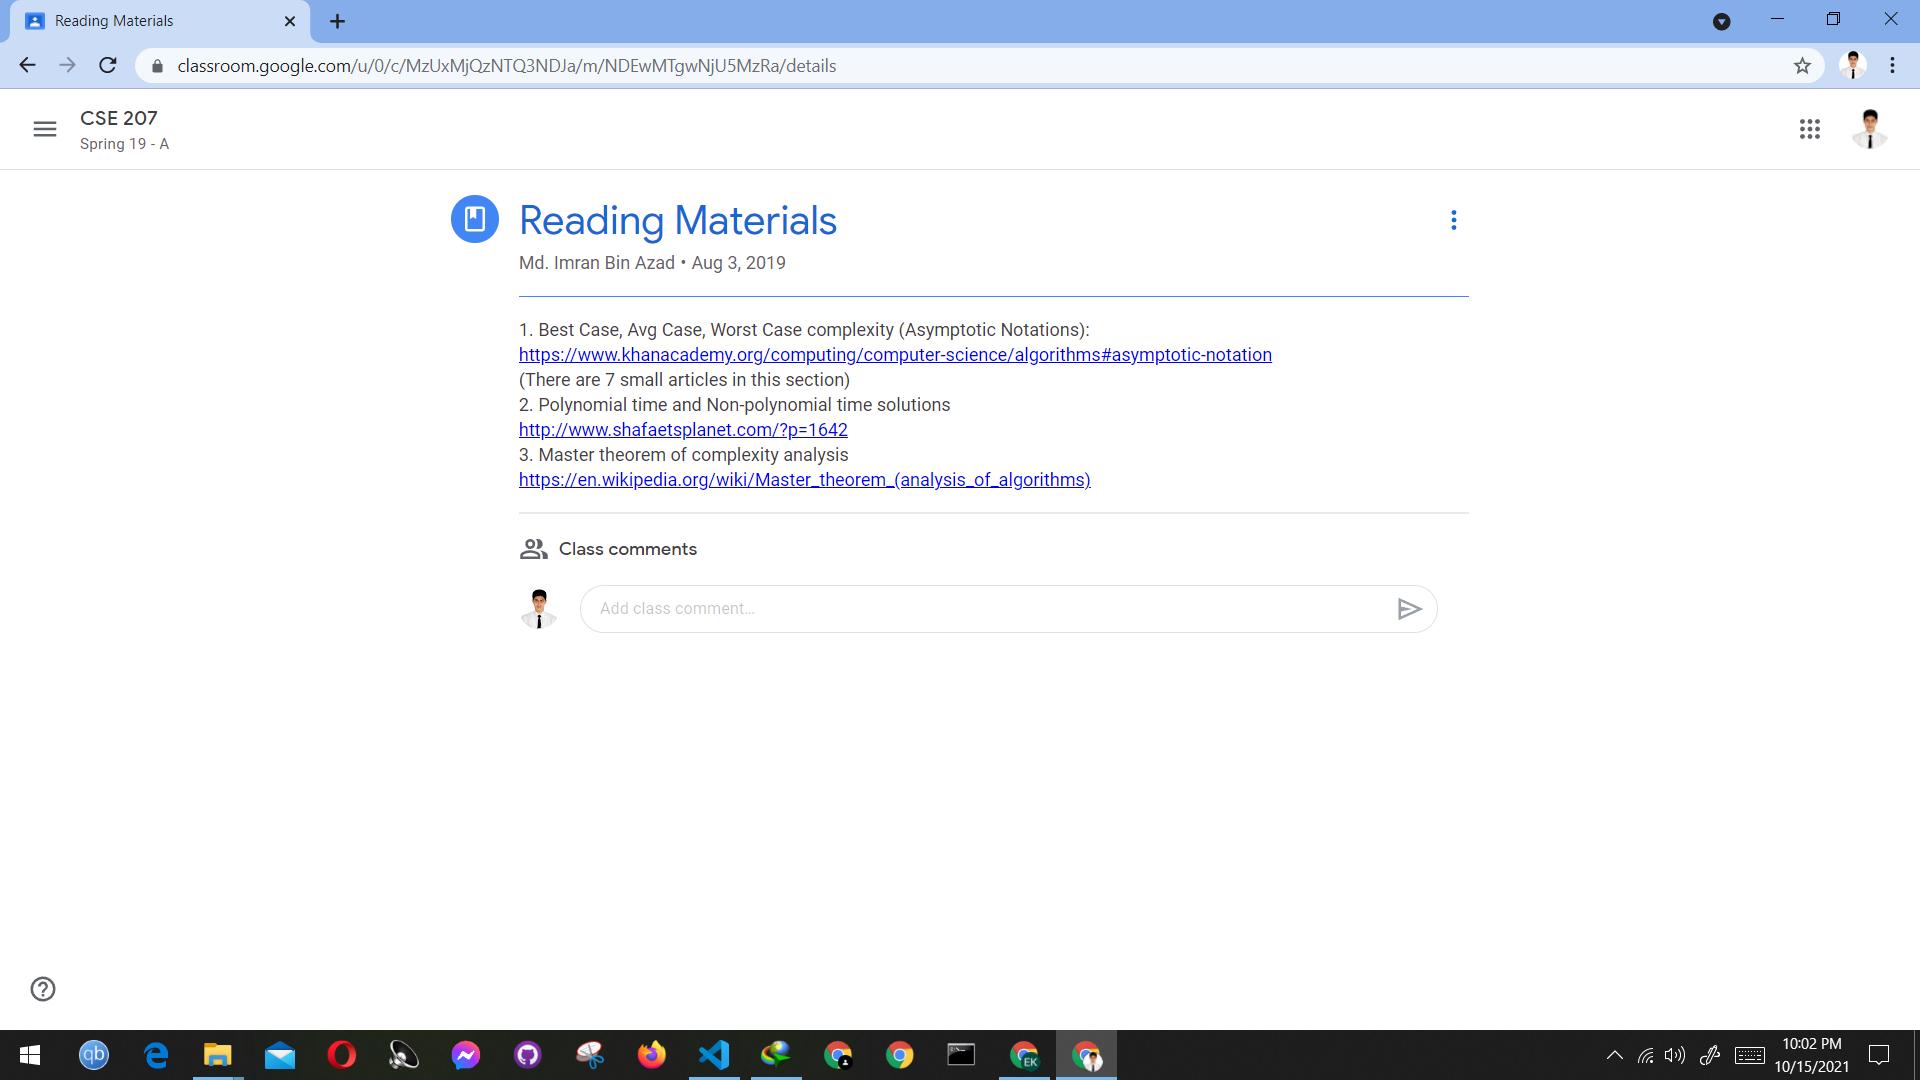 Reading Materials
classroom.google.com/u/0/c/MzUxMjQzNTQ3NDJa/m/NDEwMTgwNjU5MzRa/details
CSE 207
Spring 19 - A
Reading Materials
Md. Imran Bin Azad • Aug 3, 2019
1. Best Case, Avg Case, Worst Case complexity (Asymptotic Notations):
https://www.khanacademy.org/computing/computer-science/algorithms#asymptotic-notation
(There are 7 small articles in this section)
2. Polynomial time and Non-polynomial time solutions
http://www.shafaetsplanet.com/?p=1642
3. Master theorem of complexity analysis
https://en.wikipedia.org/wiki/Master_theorem_(analysis_of_algorithms)
Class comments
Add class comment...
qb
EK
10:02 PM
10/15/2021